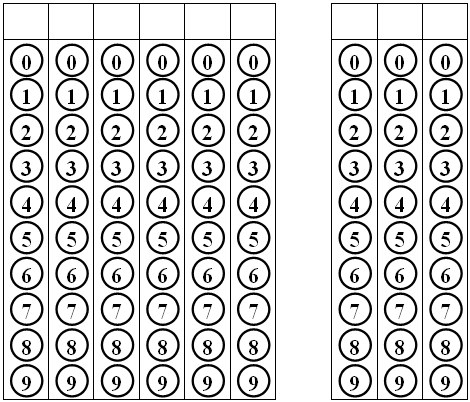 0 0 0 0 0 0 0 0 0
1 1 1 1 1 1 1 1 1
2 2 2 2 2 2 2 2 2
3 3 3 3 3 3 3 3 3
4 4 4 4 4 4 4 4 4
5 5 5 5 5 5 5 5 5
6 6 6 6 6 6 6 6 6
7 7 7 7 7 7 7 7 7
8 8 8 8 8 8 8 8 8
9 9 9 9 9 9 9 9 9